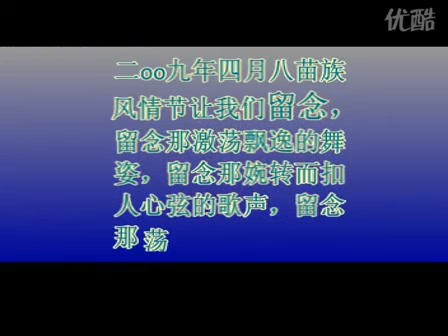 优酷
二oo九年四月八苗族
风情节让我们留念，
留念那激荡飘逸的舞
姿，留念那婉转而扣
人心弦的歌声，留念
那荡